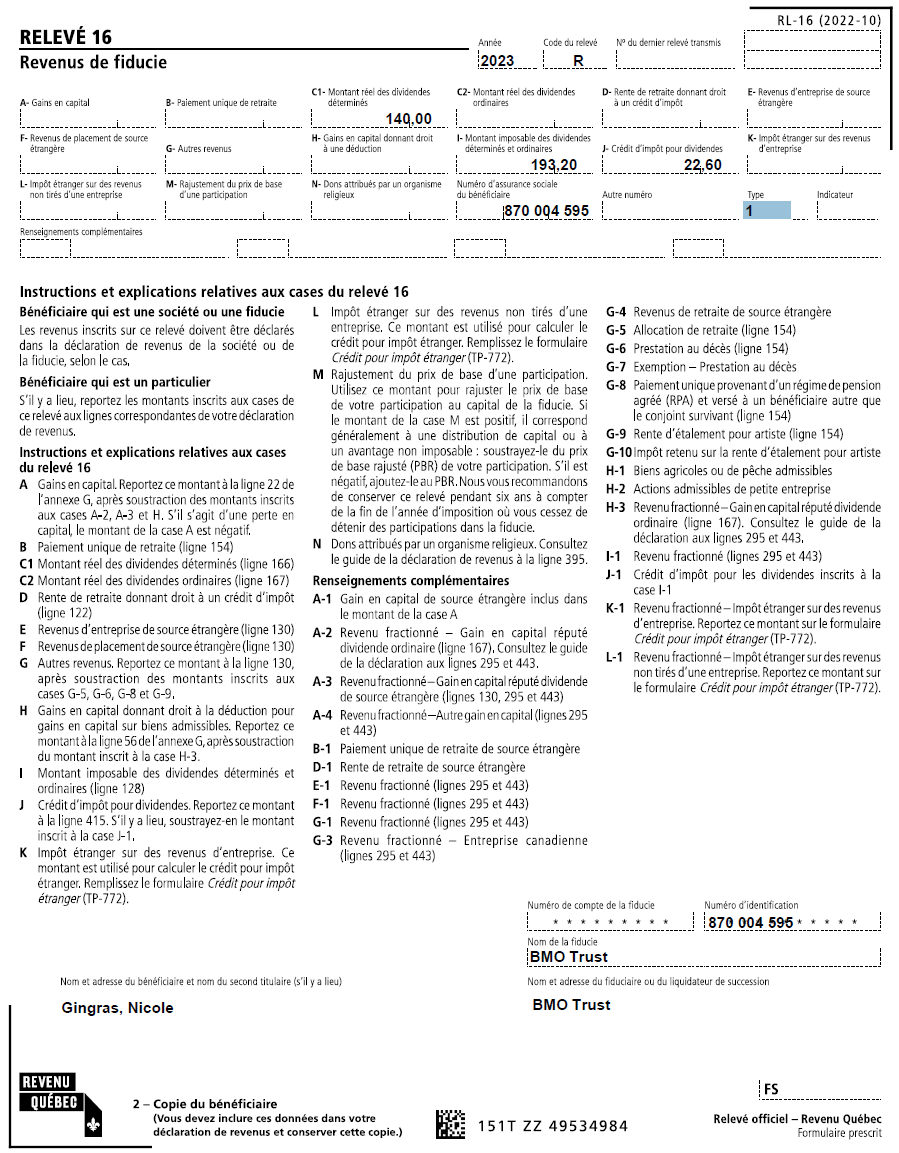 RL-16 (2022-10)
RELEVÉ 16
Revenus de fiducie
Année
2023
Code du relevé
R
Nº du dernier relevé transmis
A- Gains en capital
B- Paiement unique de retraite
C1- Montant réel des dividendes
déterminés
140,00
C2- Montant réel des dividendes
ordinaires
D- Rente de retraite donnant droit
à un crédit d'impôt
E- Revenus d'entreprise de source
étrangère
F- Revenus de placement de source
étrangère
G- Autres revenus
H- Gains en capital donnant droit
à une déduction
I- Montant imposable des dividendes
déterminés et ordinaires
193,20
J- Crédit d'impôt pour dividendes
22,60
K- Impôt étranger sur des revenus
d'entreprise
L- Impôt étranger sur des revenus
non tirés d'une entreprise
M- Rajustement du prix de base
d'une participation
N- Dons attribués par un organisme
religieux
Numéro d'assurance sociale
du bénéficiaire
870 004 595
Autre numéro
Type
1
Indicateur
Renseignements complémentaires
Instructions et explications relatives aux cases du relevé 16
Bénéficiaire qui est une société ou une fiducie
Les revenus inscrits sur ce relevé doivent être déclarés
dans la déclaration de revenus de la société ou de
la fiducie, selon le cas.
Bénéficiaire qui est un particulier
S'il y a lieu, reportez les montants inscrits aux cases de
ce relevé aux lignes correspondantes de votre déclaration
de revenus.
Instructions et explications relatives aux cases
du relevé 16
A Gains en capital. Reportez ce montant à la ligne 22 de
l'annexe G, après soustraction des montants inscrits
aux cases A-2, A-3 et H. S'il s'agit d'une perte en
capital, le montant de la case A est négatif.
B Paiement unique de retraite (ligne 154)
C1 Montant réel des dividendes déterminés (ligne 166)
C2 Montant réel des dividendes ordinaires (ligne 167)
D Rente de retraite donnant droit à un crédit d'impôt
(ligne 122)
E Revenus d'entreprise de source étrangère (ligne 130)
F Revenus de placement de source étrangère (ligne 130)
G Autres revenus. Reportez ce montant à la ligne 130,
après soustraction des montants inscrits aux
cases G-5, G-6, G-8 et G-9.
H Gains en capital donnant droit à la déduction pour
gains en capital sur biens admissibles. Reportez ce
montant à la ligne 56 de l'annexe G, après soustraction
du montant inscrit à la case H-3.
I Montant imposable des dividendes déterminés et
ordinaires (ligne 128)
J Crédit d'impôt pour dividendes. Reportez ce montant
à la ligne 415. S'il y a lieu, soustrayez-en le montant
inscrit à la case J-1.
K Impôt étranger sur des revenus d'entreprise. Ce
montant est utilisé pour calculer le crédit pour impôt
étranger. Remplissez le formulaire Crédit pour impôt
étranger (TP-772).
L Impôt étranger sur des revenus non tirés d'une
entreprise. Ce montant est utilisé pour calculer le
crédit pour impôt étranger. Remplissez le formulaire
Crédit pour impôt étranger (TP-772).
M Rajustement du prix de base d'une participation.
Utilisez ce montant pour rajuster le prix de base
de votre participation au capital de la fiducie. Si
le montant de la case M est positif, il correspond
généralement à une distribution de capital ou à
un avantage non imposable : soustrayez-le du prix
de base rajusté (PBR) de votre participation. S'il est
négatif, ajoutez-le au PBR. Nous vous recommandons
de conserver ce relevé pendant six ans à compter
de la fin de l'année d'imposition où vous cessez de
détenir des participations dans la fiducie.
N Dons attribués par un organisme religieux. Consultez
le guide de la déclaration de revenus à la ligne 395.
Renseignements complémentaires
A-1 Gain en capital de source étrangère inclus dans
le montant de la case A
A-2 Revenu fractionné – Gain en capital réputé
dividende ordinaire (ligne 167). Consultez le guide
de la déclaration aux lignes 295 et 443.
A-3 Revenu fractionné – Gain en capital réputé dividende
de source étrangère (lignes 130, 295 et 443)
A-4 Revenu fractionné – Autre gain en capital (lignes 295
et 443)
B-1 Paiement unique de retraite de source étrangère
D-1 Rente de retraite de source étrangère
E-1 Revenu fractionné (lignes 295 et 443)
F-1 Revenu fractionné (lignes 295 et 443)
G-1 Revenu fractionné (lignes 295 et 443)
G-3 Revenu fractionné – Entreprise canadienne
(lignes 295 et 443)
G-4 Revenus de retraite de source étrangère
G-5 Allocation de retraite (ligne 154)
G-6 Prestation au décès (ligne 154)
G-7 Exemption – Prestation au décès
G-8 Paiement unique provenant d'un régime de pension
agréé (RPA) et versé à un bénéficiaire autre que
le conjoint survivant (ligne 154)
G-9 Rente d'étalement pour artiste (ligne 154)
G-10 Impôt retenu sur la rente d'étalement pour artiste
H-1 Biens agricoles ou de pêche admissibles
H-2 Actions admissibles de petite entreprise
H-3 Revenu fractionné – Gain en capital réputé dividende
ordinaire (ligne 167). Consultez le guide de la
déclaration aux lignes 295 et 443.
I-1 Revenu fractionné (lignes 295 et 443)
J-1 Crédit d'impôt pour les dividendes inscrits à la
case I-1
K-1 Revenu fractionné – Impôt étranger sur des revenus
d'entreprise. Reportez ce montant sur le formulaire
Crédit pour impôt étranger (TP-772).
L-1 Revenu fractionné – Impôt étranger sur des revenus
non tirés d'une entreprise. Reportez ce montant sur
le formulaire Crédit pour impôt étranger (TP-772).
Numéro de compte de la fiducie
* * * * * * * * *
Numéro d'identification
870 004 595 * * * * *
Nom de la fiducie
BMO Trust
Nom et adresse du bénéficiaire et nom du second titulaire (s'il y a lieu)
Gingras, Nicole
Nom et adresse du fiduciaire ou du liquidateur de succession
BMO Trust
REVENU
QUÉBEC
2 – Copie du bénéficiaire
(Vous devez inclure ces données dans votre
déclaration de revenus et conserver cette copie.)
151T ZZ 49534984
FS
Relevé officiel – Revenu Québec
Formulaire prescrit